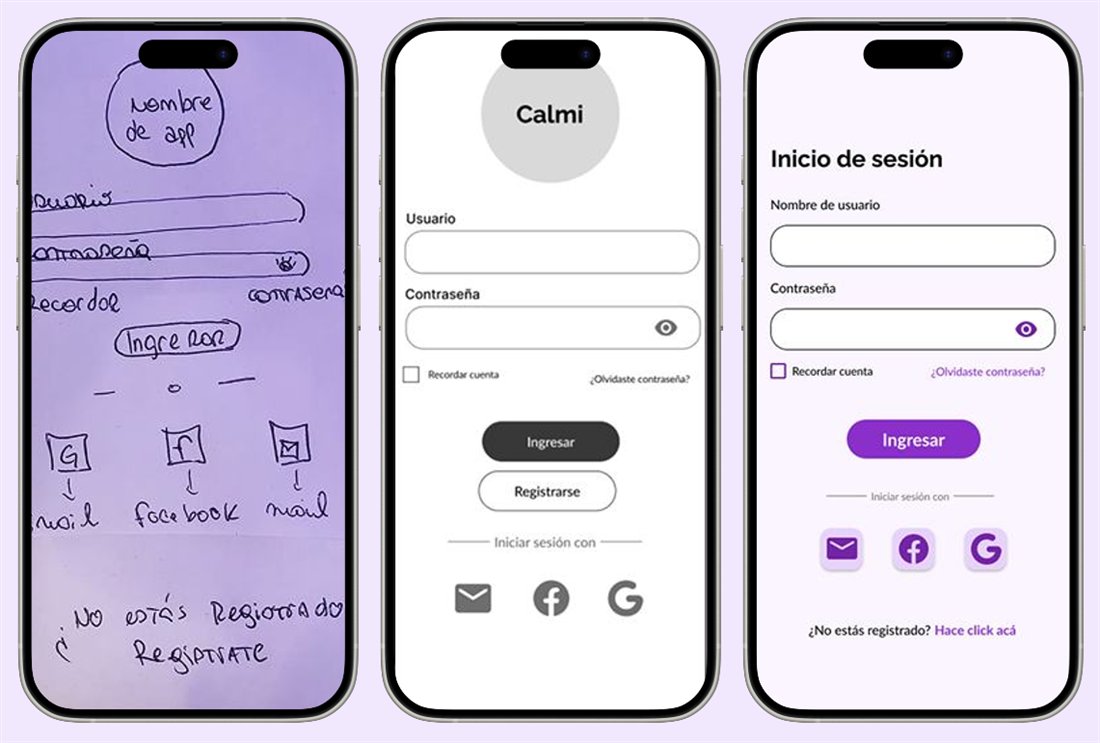 Nombre
de app
usuario
contraseña
Recordar
contraseña
Ingresar
G
f
mail
facebook
mail
¿No estás Registrado
Registrate
Calmi
Usuario
Contraseña
Recordar cuenta
¿Olvidaste contraseña?
Ingresar
Registrarse
Iniciar sesión con
Inicio de sesión
Nombre de usuario
Contraseña
Recordar cuenta
¿Olvidaste contraseña?
Ingresar
Iniciar sesión con
¿No estás registrado? Hace click acá